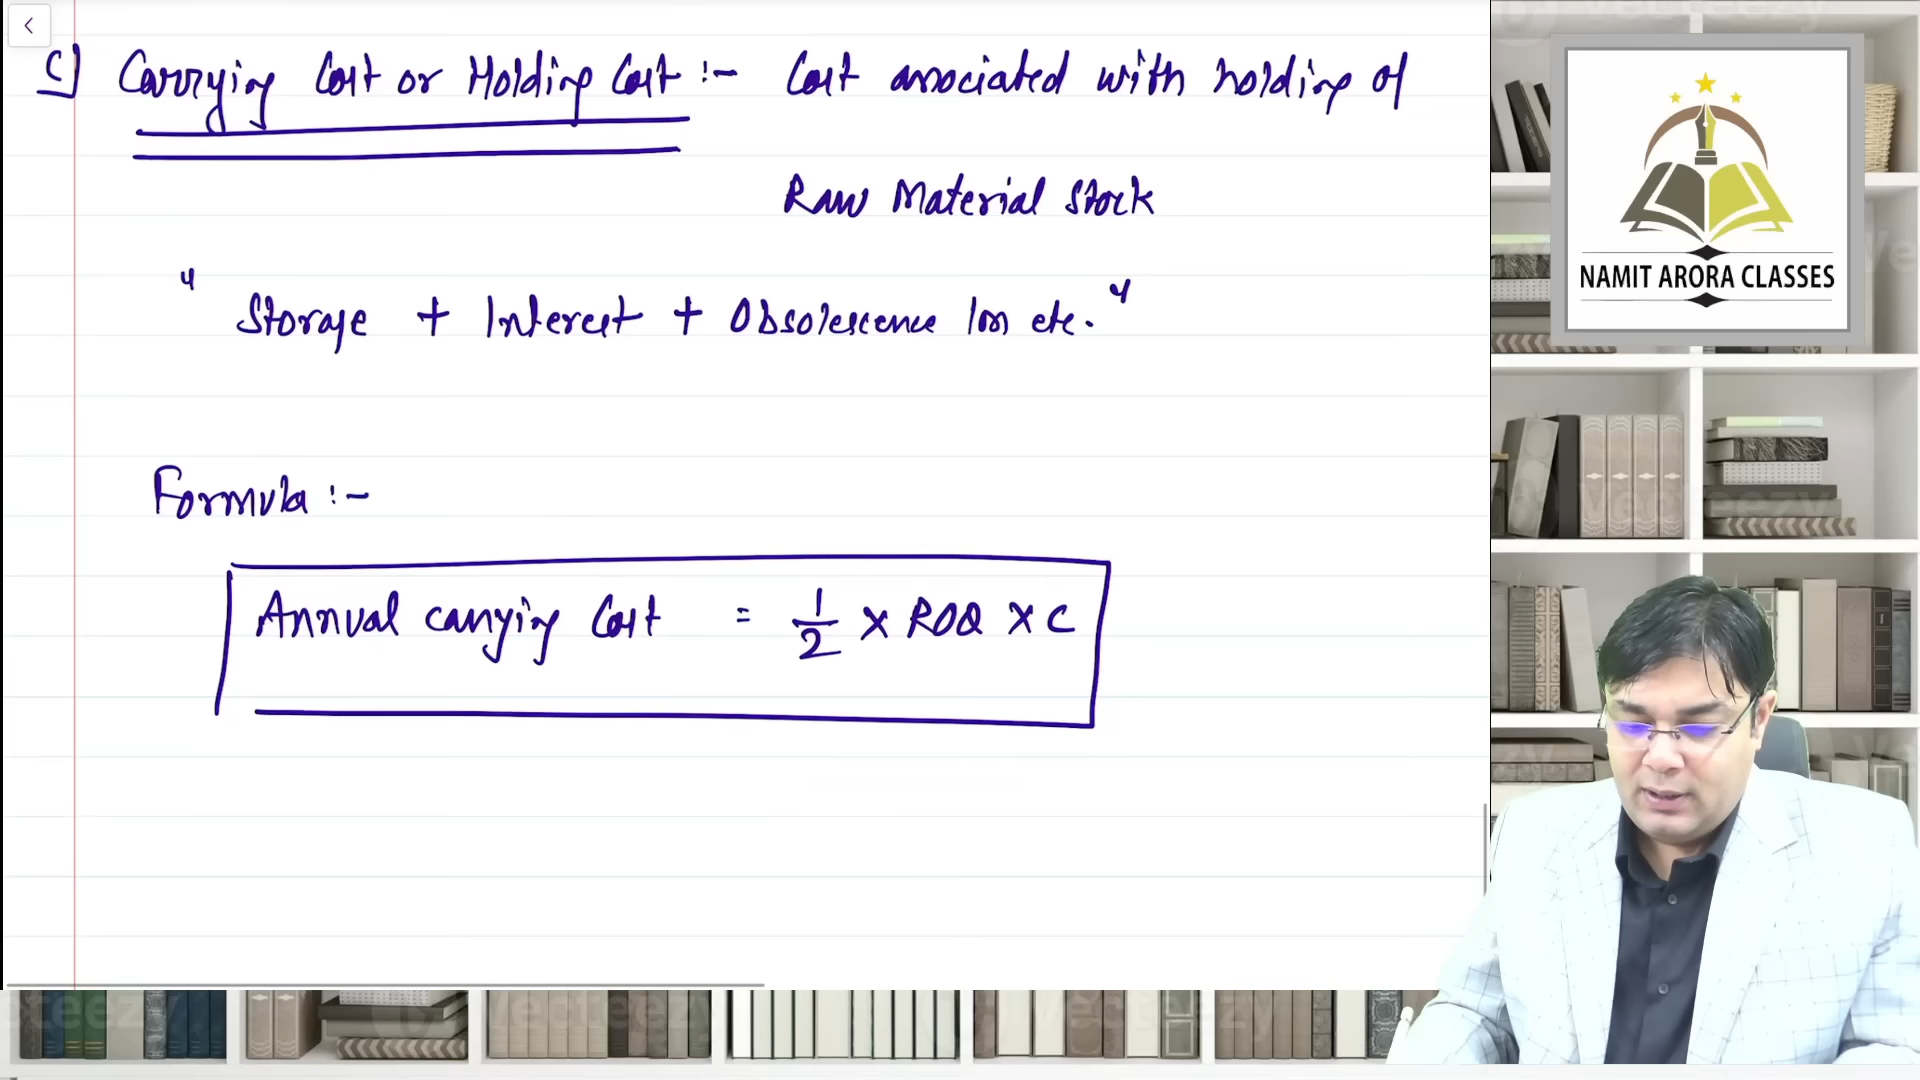 C] Carrying Cost or Holding Cost :- Cost associated with holding of
Raw Material Stock
" Storage + Interest + Obsolescence loss etc. "
Formula :-
Annual carrying Cost = 1/2 × ROQ × C
NAMIT ARORA CLASSES